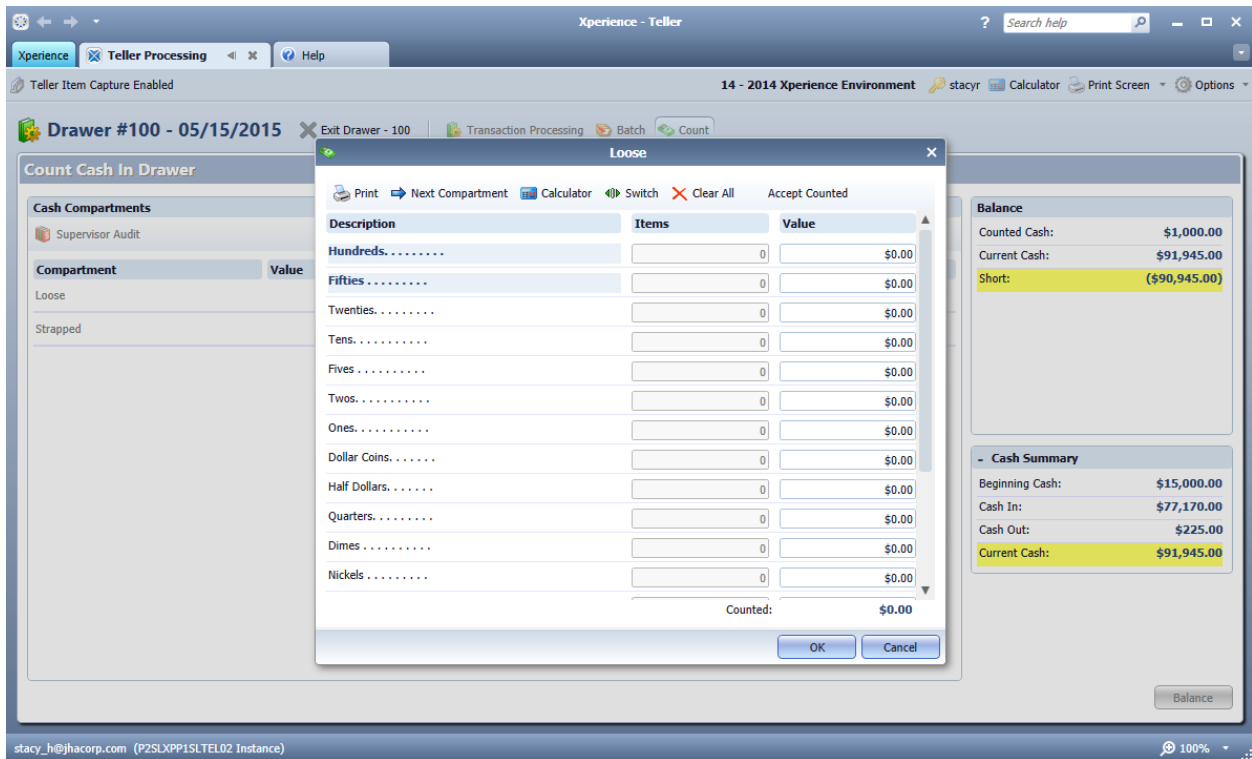 Xperience - Teller
? Search help
Xperience Teller Processing Help
Teller Item Capture Enabled 14 - 2014 Xperience Environment stacyr Calculator Print Screen Options
Drawer #100 - 05/15/2015 Exit Drawer - 100 Transaction Processing Batch Count
Count Cash In Drawer
Cash Compartments
Supervisor Audit
Compartment Value
Loose
Strapped
Loose
Print Next Compartment Calculator Switch Clear All Accept Counted
Description Items Value
Hundreds. . . . . . . . . 0 $0.00
Fifties . . . . . . . . . 0 $0.00
Twenties. . . . . . . . . 0 $0.00
Tens. . . . . . . . . . . 0 $0.00
Fives . . . . . . . . . . 0 $0.00
Twos. . . . . . . . . . . 0 $0.00
Ones. . . . . . . . . . . 0 $0.00
Dollar Coins. . . . . . . 0 $0.00
Half Dollars. . . . . . . 0 $0.00
Quarters. . . . . . . . . 0 $0.00
Dimes . . . . . . . . . . 0 $0.00
Nickels . . . . . . . . . 0 $0.00
Counted: $0.00
OK Cancel
Balance
Counted Cash: $1,000.00
Current Cash: $91,945.00
Short: ($90,945.00)
- Cash Summary
Beginning Cash: $15,000.00
Cash In: $77,170.00
Cash Out: $225.00
Current Cash: $91,945.00
Balance
stacy_h@jhacorp.com (P2SLXPP1SLTEL02 Instance) 100%